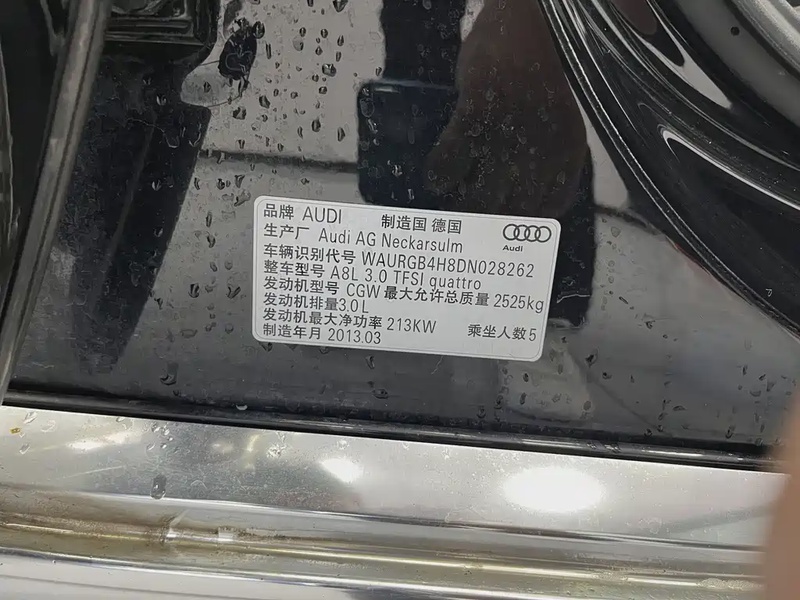 品牌 AUDI 制造国 德国
生产厂 Audi AG Neckarsulm
Audi
车辆识别代号 WAURGB4H8DN028262
整车型号 A8L 3.0 TFSI quattro
发动机型号 CGW 最大允许总质量 2525kg
发动机排量3.0L
发动机最大净功率 213KW 乘坐人数5
制造年月 2013.03